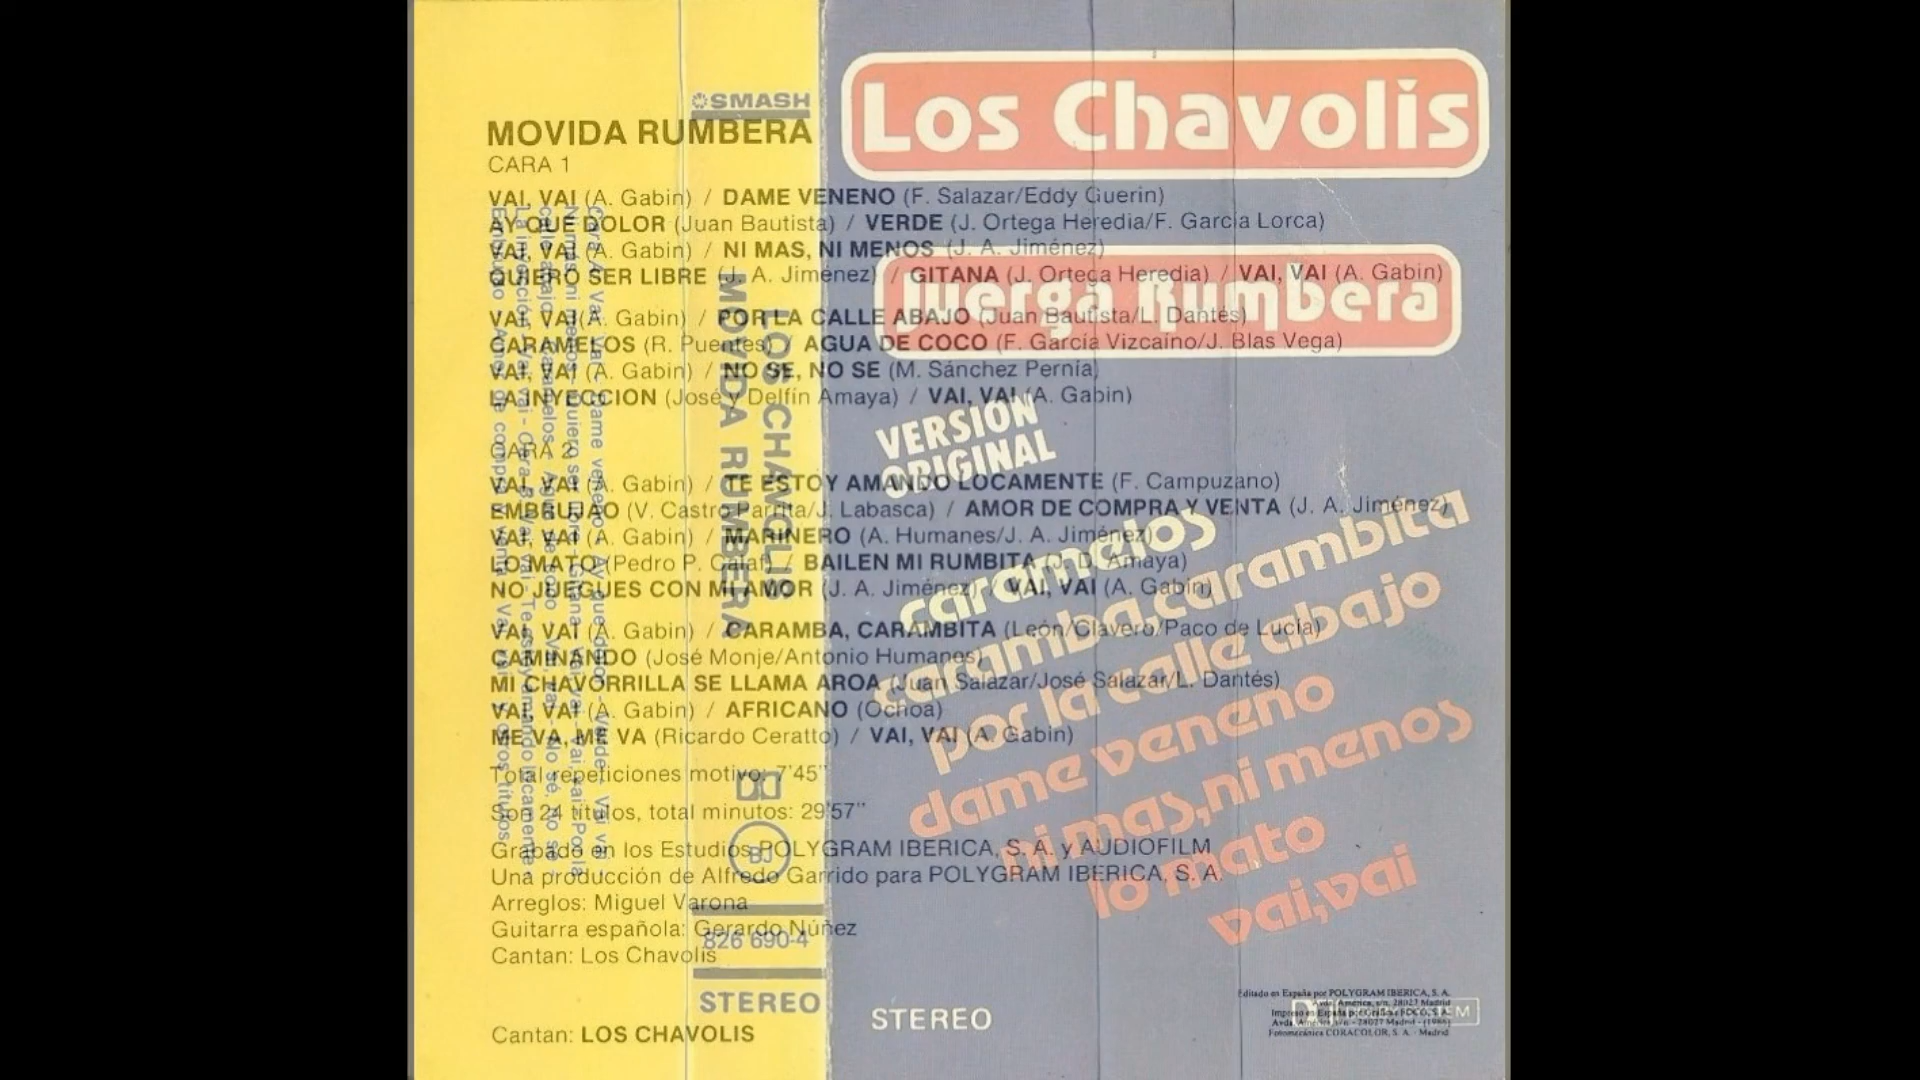 SMASH
MOVIDA RUMBERA
CARA 1
VAI, VAI (A. Gabin) / DAME VENENO (F. Salazar/Eddy Guerin)
AY QUE DOLOR (Juan Bautista) / VERDE (J. Ortega Heredia/F. García Lorca)
VAI, VAI (A. Gabin) / NI MAS, NI MENOS (J. A. Jiménez)
QUIERO SER LIBRE (J. A. Jiménez) / GITANA (J. Ortega Heredia) / VAI, VAI (A. Gabin)
VAI, VAI (A. Gabin) / POR LA CALLE ABAJO (Juan Bautista/L. Dantés)
CARAMELOS (R. Puentes) / AGUA DE COCO (F. García Vizcaíno/J. Blas Vega)
VAI, VAI (A. Gabin) / NO SE, NO SE (M. Sánchez Pernía)
LA INYECCION (José y Delfín Amaya) / VAI, VAI (A. Gabin)
CARA 2
VAI, VAI (A. Gabin) / TE ESTOY AMANDO LOCAMENTE (F. Campuzano)
EMBRUJAO (V. Castro Parrita/J. Labasca) / AMOR DE COMPRA Y VENTA (J. A. Jiménez)
VAI, VAI (A. Gabin) / MARINERO (A. Humanes/J. A. Jiménez)
LO MATO (Pedro P. Calaf) / BAILEN MI RUMBITA (J. D. Amaya)
NO JUEGUES CON MI AMOR (J. A. Jiménez) / VAI, VAI (A. Gabin)
VAI, VAI (A. Gabin) / CARAMBA, CARAMBITA (León/Clavero/Paco de Lucía)
CAMINANDO (José Monje/Antonio Humanes)
MI CHAVORRILLA SE LLAMA AROA (Juan Salazar/José Salazar/L. Dantés)
VAI, VAI (A. Gabin) / AFRICANO (Ochoa)
ME VA, ME VA (Ricardo Ceratto) / VAI, VAI (A. Gabin)
Total repeticiones motivo: 7'45"
Son 24 títulos, total minutos: 29'57"
Grabado en los Estudios POLYGRAM IBERICA, S. A. y AUDIOFILM
Una producción de Alfredo Garrido para POLYGRAM IBERICA, S. A.
Arreglos: Miguel Varona
Guitarra española: Gerardo Núñez
Cantan: Los Chavolis
Cantan: LOS CHAVOLIS
LOS CHAVOLIS
MOVIDA RUMBERA
BJ
826 690-4
STEREO
Los Chavolis
Juerga Rumbera
VERSION
ORIGINAL
caramelos
caramba,carambita
por la calle abajo
dame veneno
ni mas,ni menos
lo mato
vai,vai
STEREO
Editado en España por POLYGRAM IBERICA, S. A.